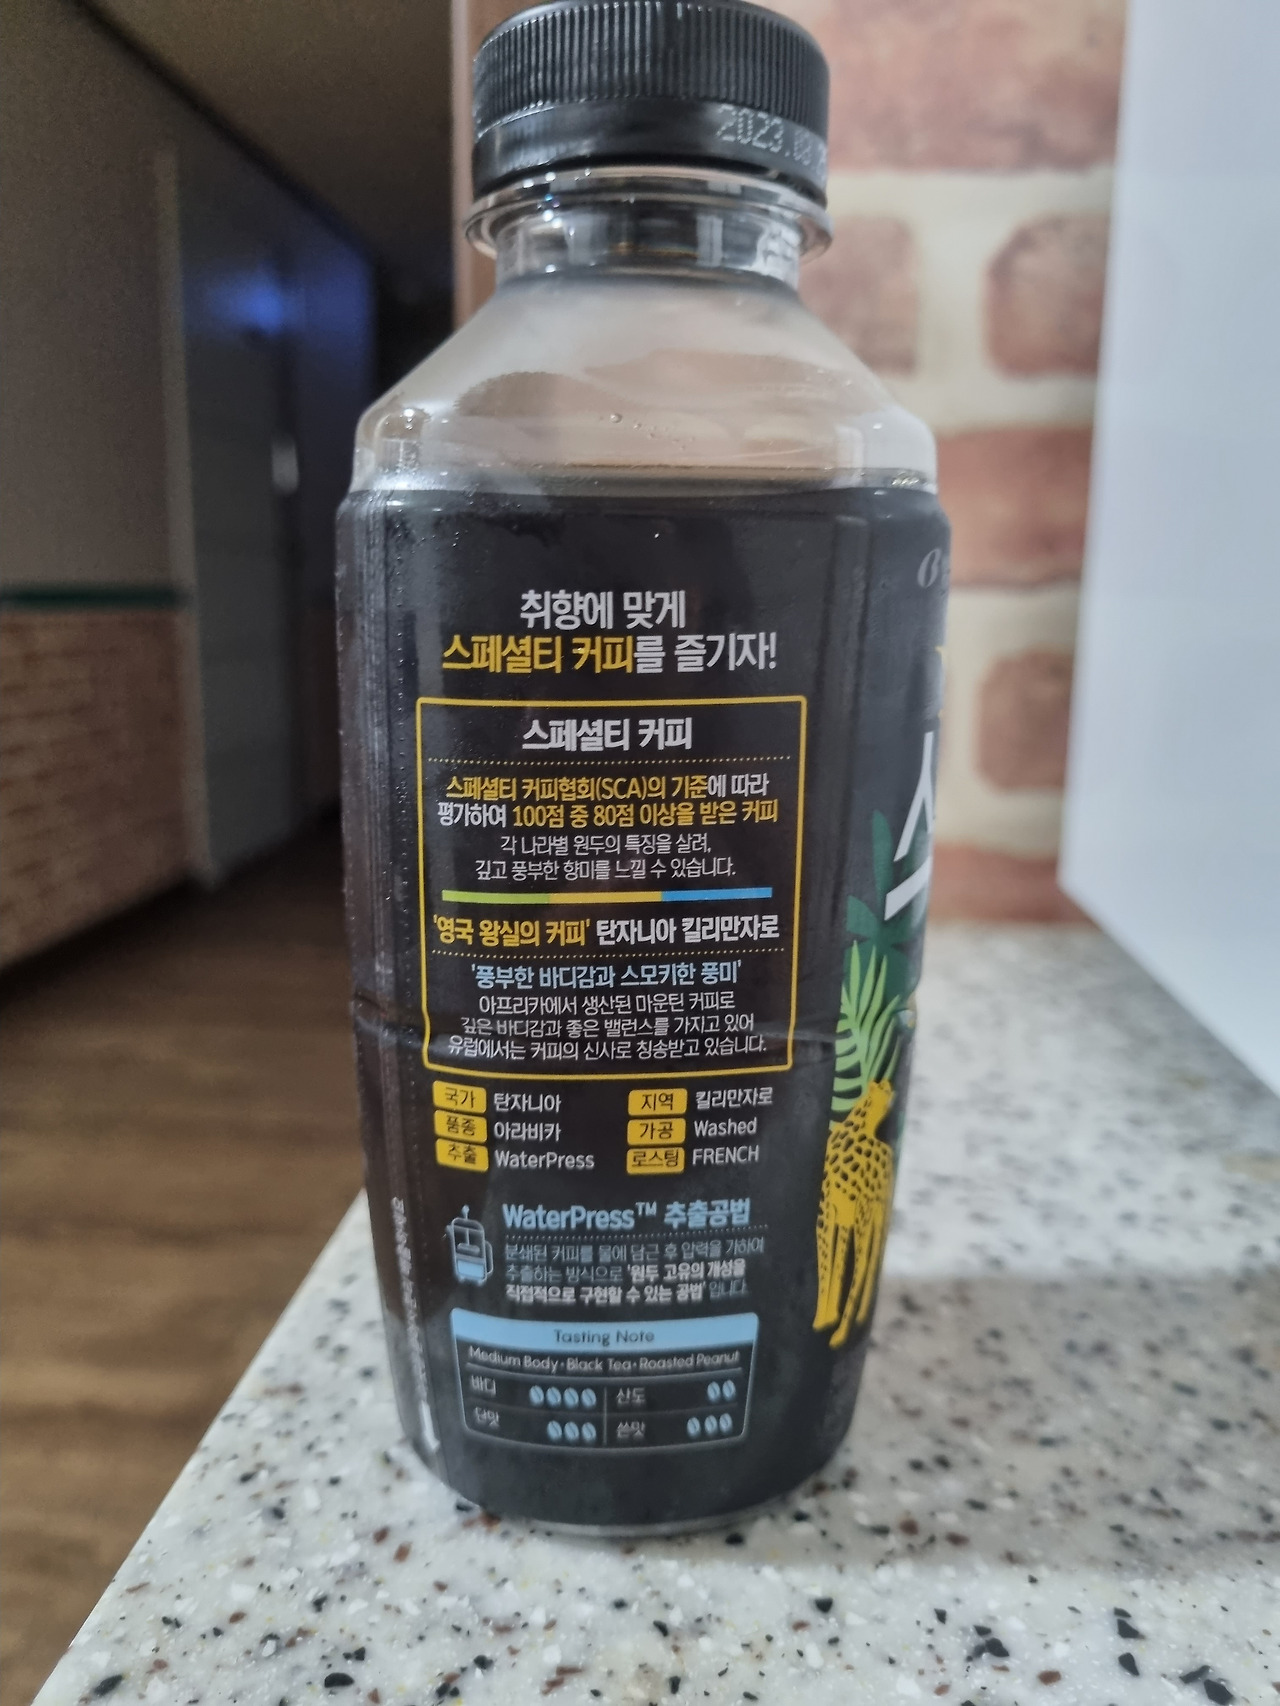 2023.08
취향에 맞게
스페셜티 커피를 즐기자!
스페셜티 커피
스페셜티 커피협회(SCA)의 기준에 따라
평가하여 100점 중 80점 이상을 받은 커피
각 나라별 원두의 특징을 살려,
깊고 풍부한 향미를 느낄 수 있습니다.
'영국 왕실의 커피' 탄자니아 킬리만자로
'풍부한 바디감과 스모키한 풍미'
아프리카에서 생산된 마운틴 커피로
깊은 바디감과 좋은 밸런스를 가지고 있어
유럽에서는 커피의 신사로 칭송받고 있습니다.
국가 탄자니아 지역 킬리만자로
품종 아라비카 가공 Washed
추출 WaterPress 로스팅 FRENCH
WaterPress™ 추출공법
분쇄된 커피를 물에 담근 후 압력을 가하여
추출하는 방식으로 '원두 고유의 개성을
직접적으로 구현할 수 있는 공법' 입니다.
Tasting Note
Medium Body·Black Tea·Roasted Peanut
바디 산도
단맛 쓴맛